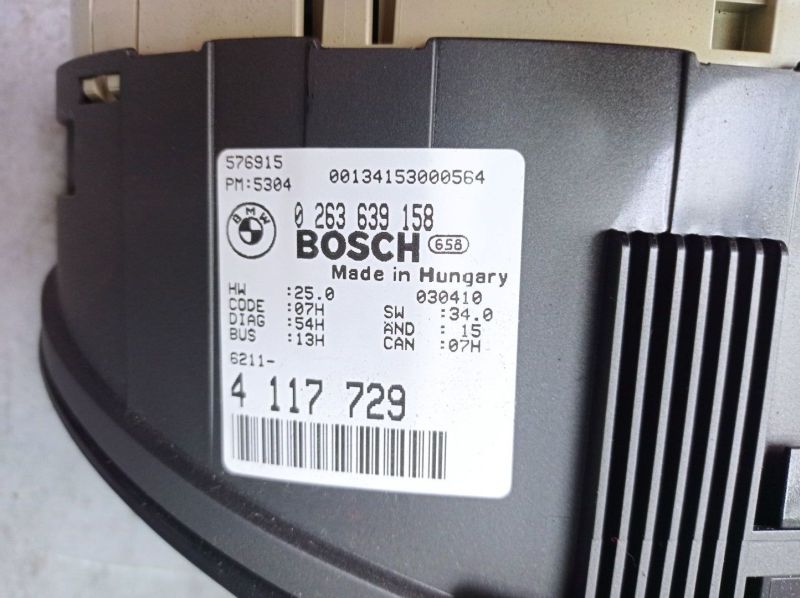 576915
PM:5304 00134153000564
BMW 0 263 639 158
BOSCH 658
Made in Hungary
HW :25.0 030410
CODE :07H SW :34.0
DIAG :54H AND : 15
BUS :13H CAN :07H
6211-
4 117 729